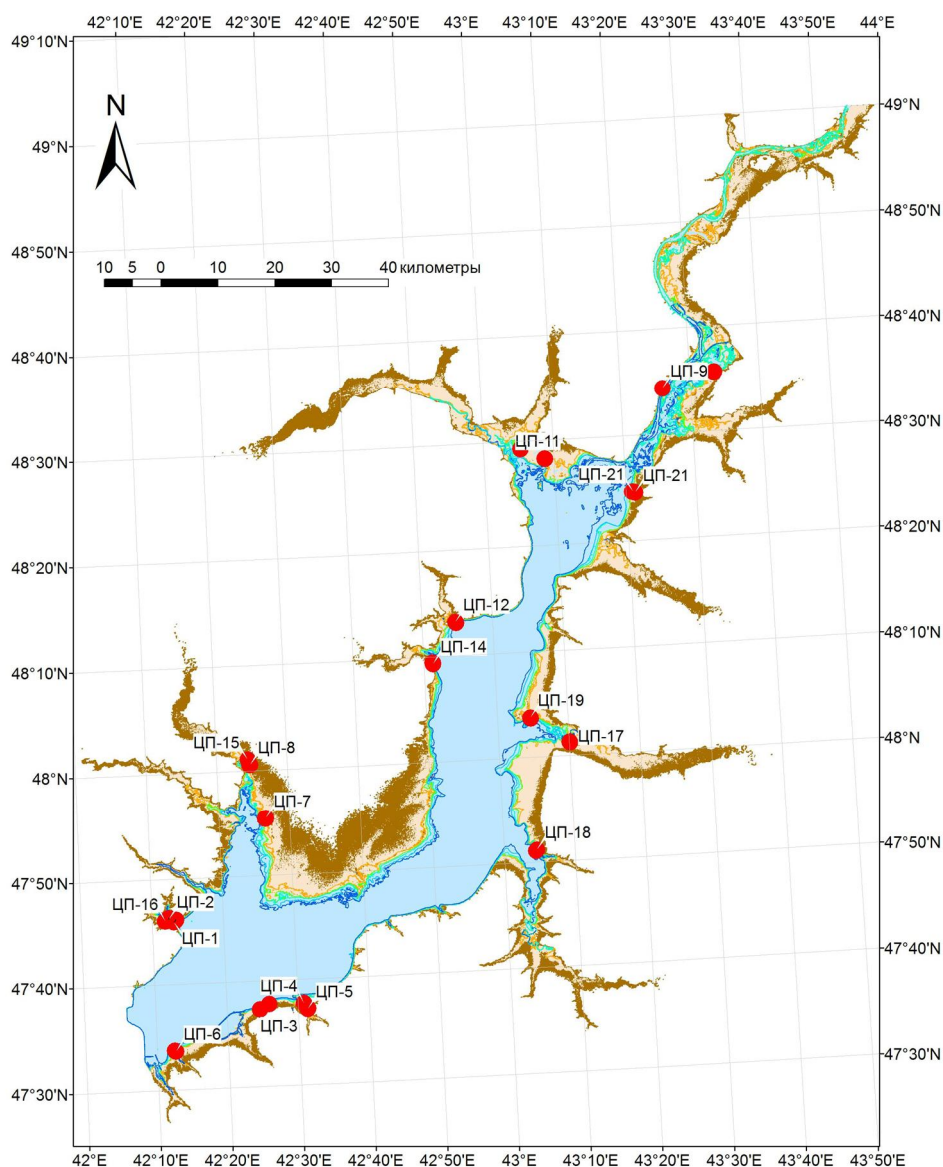 42°10'E 42°20'E 42°30'E 42°40'E 42°50'E 43°E 43°10'E 43°20'E 43°30'E 43°40'E 44°E
49°10'N
49°N
N
49°N
48°50'N
48°50'N
10 5 0 10 20 30 40 километры
48°40'N
48°40'N
ЦП-9
48°30'N
ЦП-11
48°30'N
ЦП-21 ЦП-21
48°20'N
48°20'N
ЦП-12
48°10'N
ЦП-14
48°10'N
ЦП-19
ЦП-17
48°N
ЦП-15 ЦП-8
48°N
ЦП-7
ЦП-18
47°50'N
47°50'N
ЦП-16 ЦП-2
ЦП-1
47°40'N
47°40'N
ЦП-4 ЦП-5
ЦП-3
ЦП-6
47°30'N
47°30'N
42°E 42°10'E 42°20'E 42°30'E 42°40'E 42°50'E 43°E 43°10'E 43°20'E 43°30'E 43°50'E